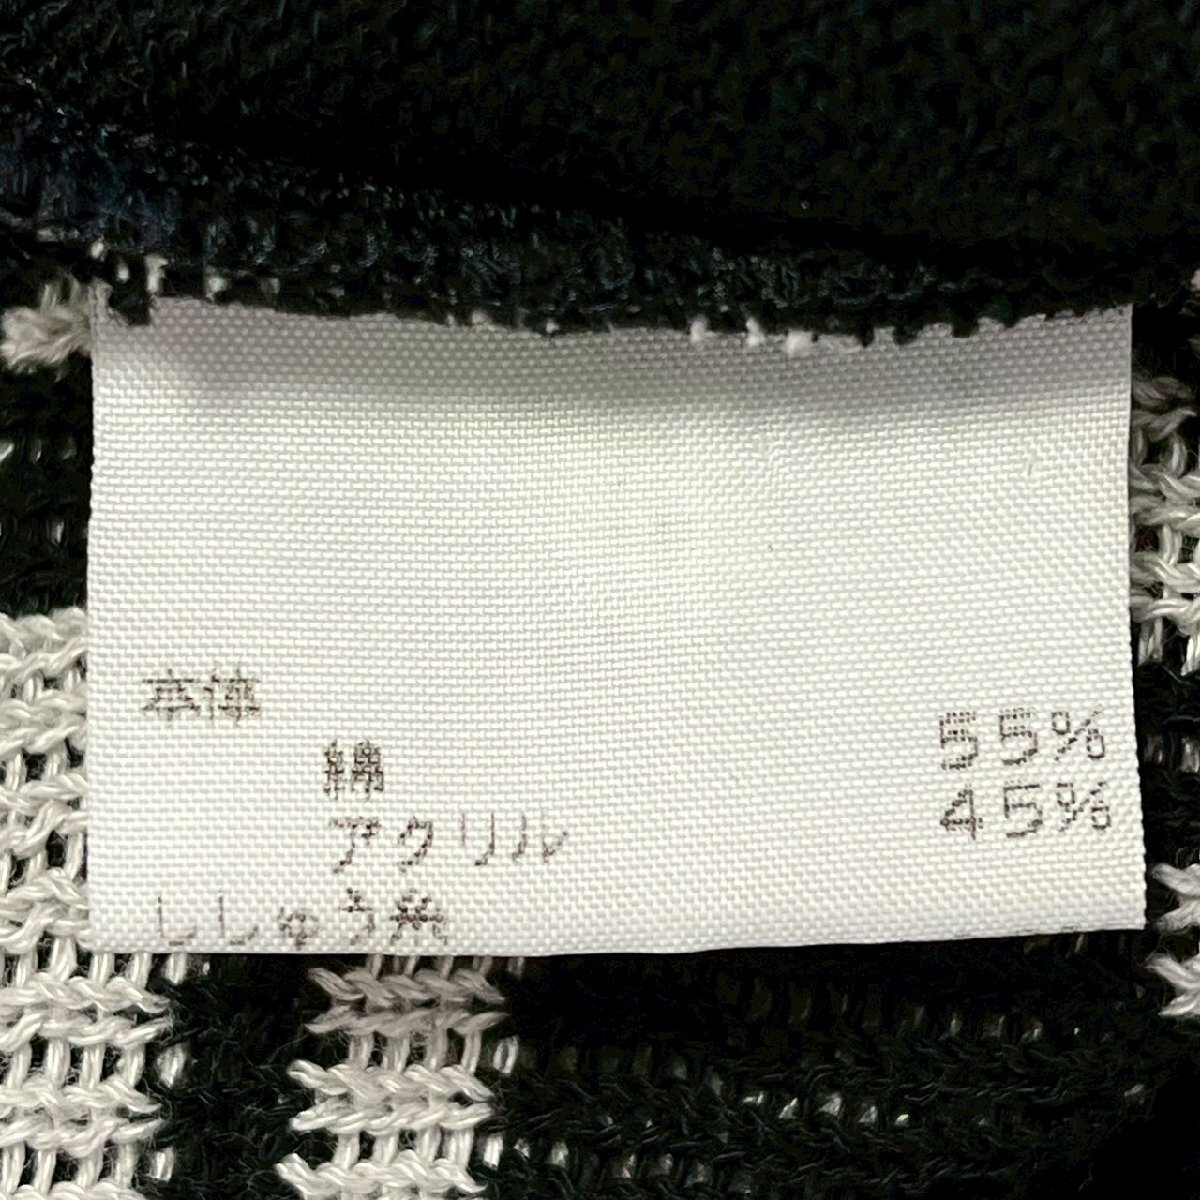 本体
綿 55%
アクリル 45%
ししゅう糸